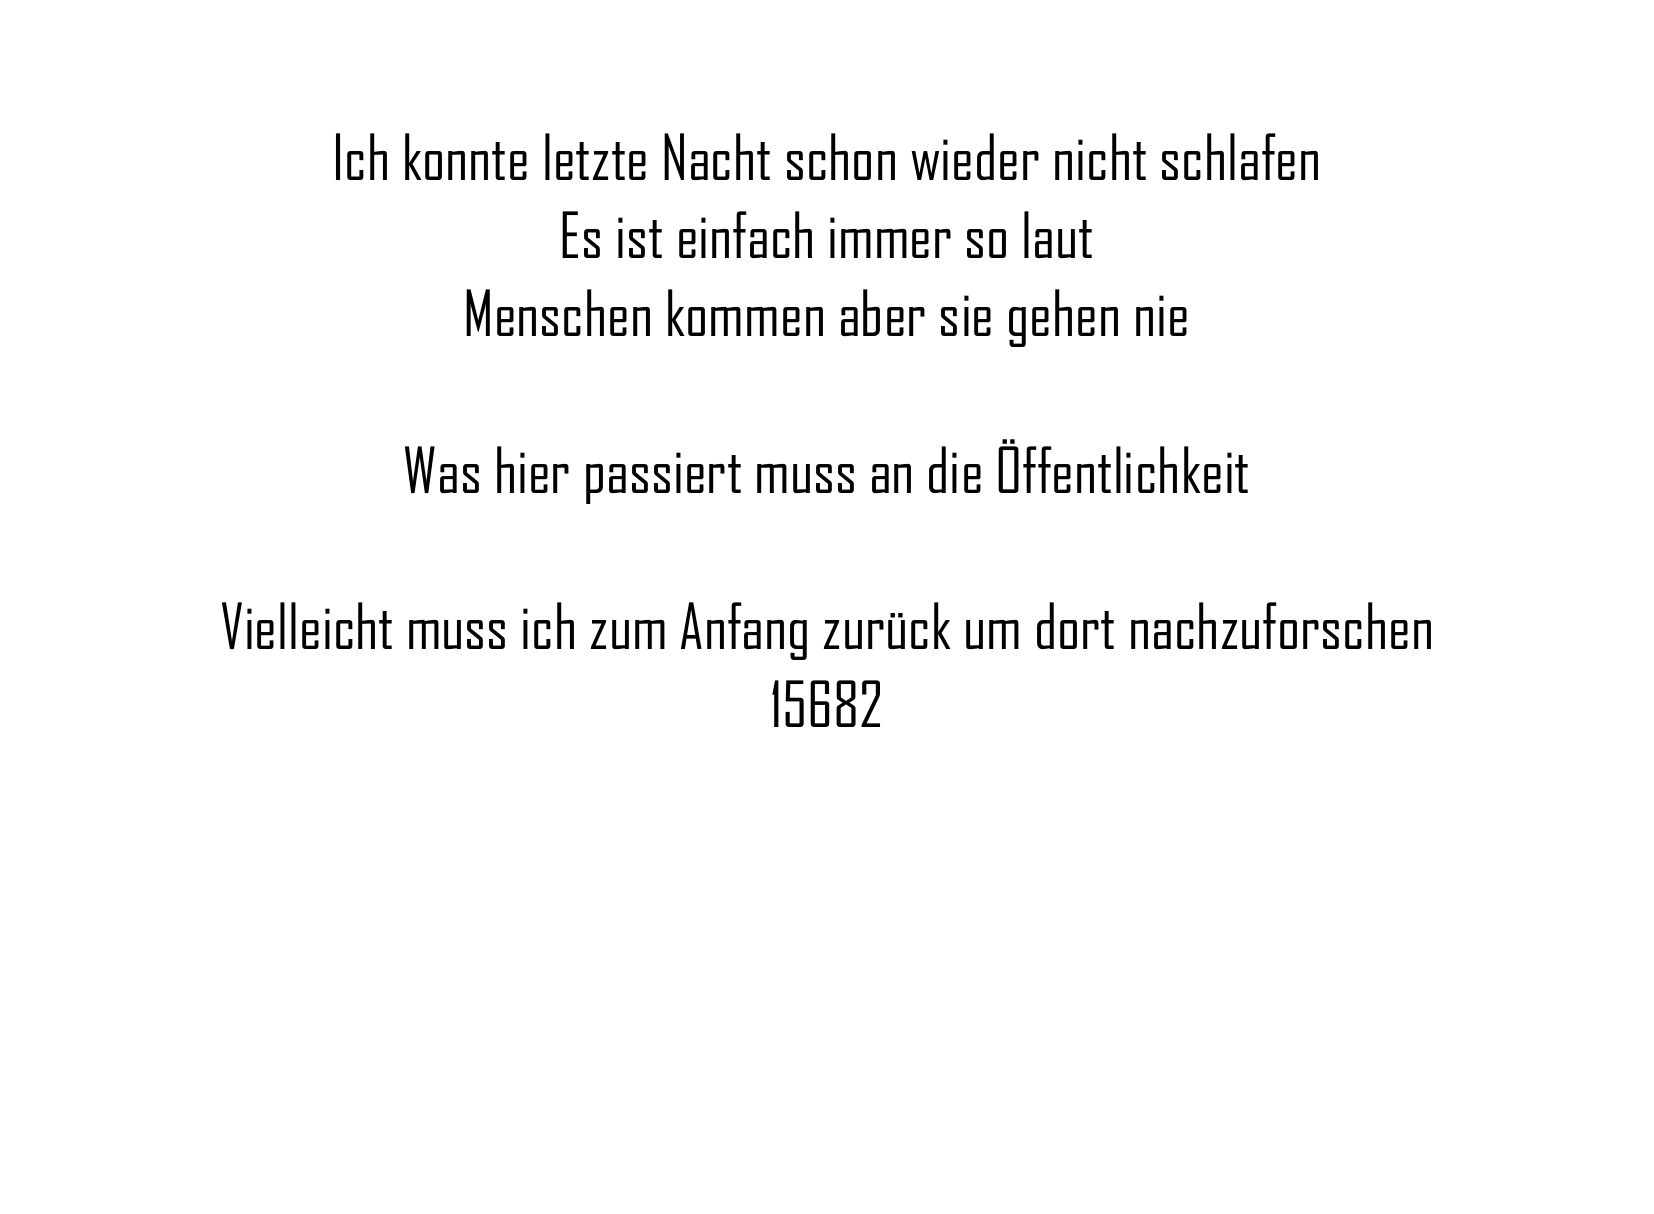 Ich konnte letzte Nacht schon wieder nicht schlafen
Es ist einfach immer so laut
Menschen kommen aber sie gehen nie
Was hier passiert muss an die Öffentlichkeit
Vielleicht muss ich zum Anfang zurück um dort nachzuforschen
15682